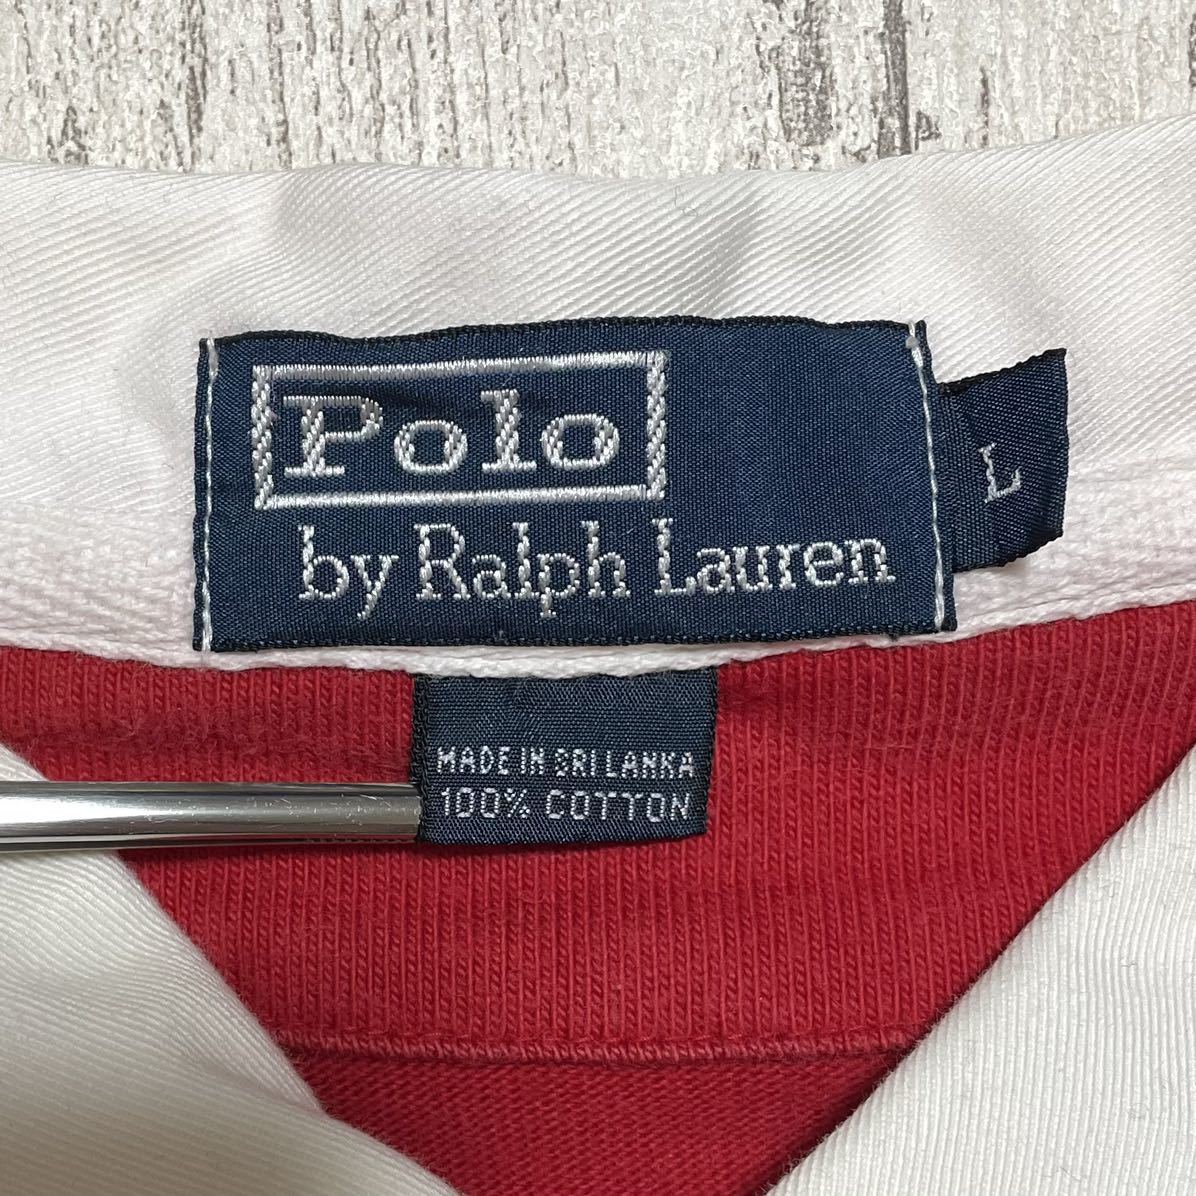 Polo
by Ralph Lauren
L
MADE IN SRI LANKA
100% COTTON